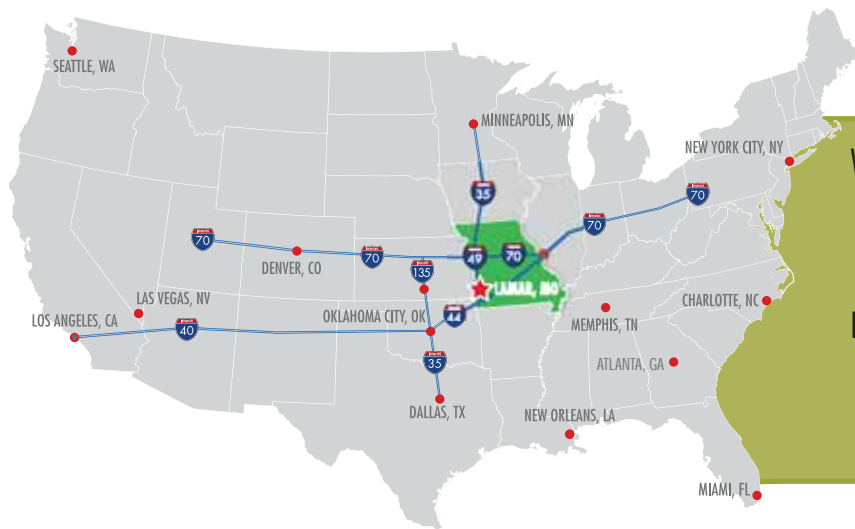 SEATTLE, WA
MINNEAPOLIS, MN
NEW YORK CITY, NY
35
70
70
70
DENVER, CO
70
49
70
135
LAMAR, MO
LAS VEGAS, NV
LOS ANGELES, CA
40
OKLAHOMA CITY, OK
44
MEMPHIS, TN
CHARLOTTE, NC
35
ATLANTA, GA
DALLAS, TX
NEW ORLEANS, LA
MIAMI, FL